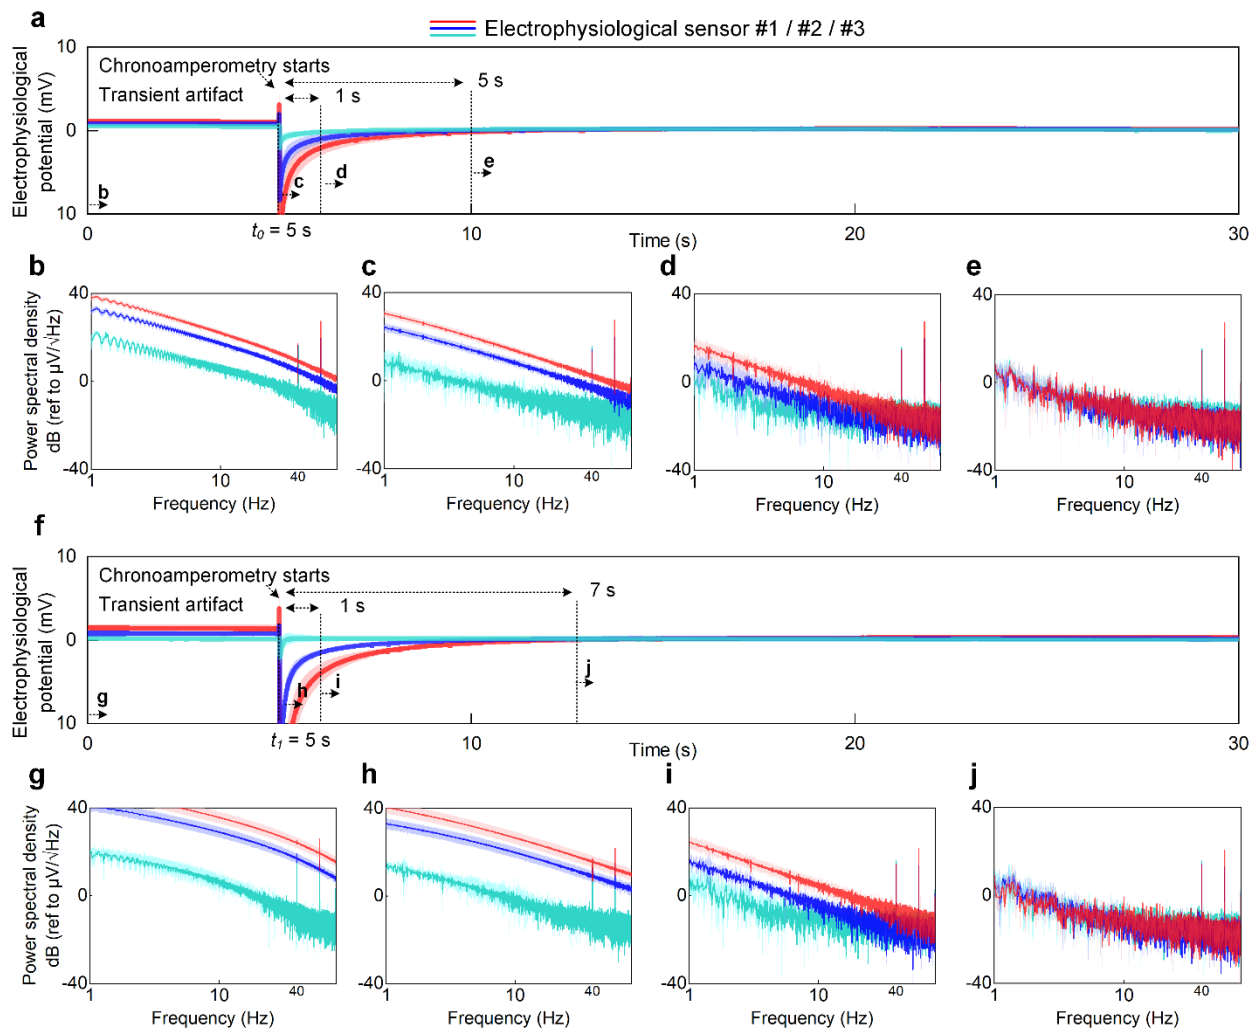 a
Electrophysiological sensor #1 / #2 / #3
Electrophysiological
potential (mV)
10
0
10
Chronoamperometry starts
Transient artifact
1 s
5 s
b
c
d
e
0
t0 = 5 s
10
Time (s)
20
30
b
c
d
e
Power spectral density
dB (ref to µV/√Hz)
40
0
-40
1
10
40
Frequency (Hz)
40
0
-40
1
10
40
Frequency (Hz)
40
0
-40
1
10
40
Frequency (Hz)
40
0
-40
1
10
40
Frequency (Hz)
f
Electrophysiological
potential (mV)
10
0
10
Chronoamperometry starts
Transient artifact
1 s
7 s
g
h
i
j
0
t1 = 5 s
10
Time (s)
20
30
g
h
i
j
Power spectral density
dB (ref to µV/√Hz)
40
0
-40
1
10
40
Frequency (Hz)
40
0
-40
1
10
40
Frequency (Hz)
40
0
-40
1
10
40
Frequency (Hz)
40
0
-40
1
10
40
Frequency (Hz)